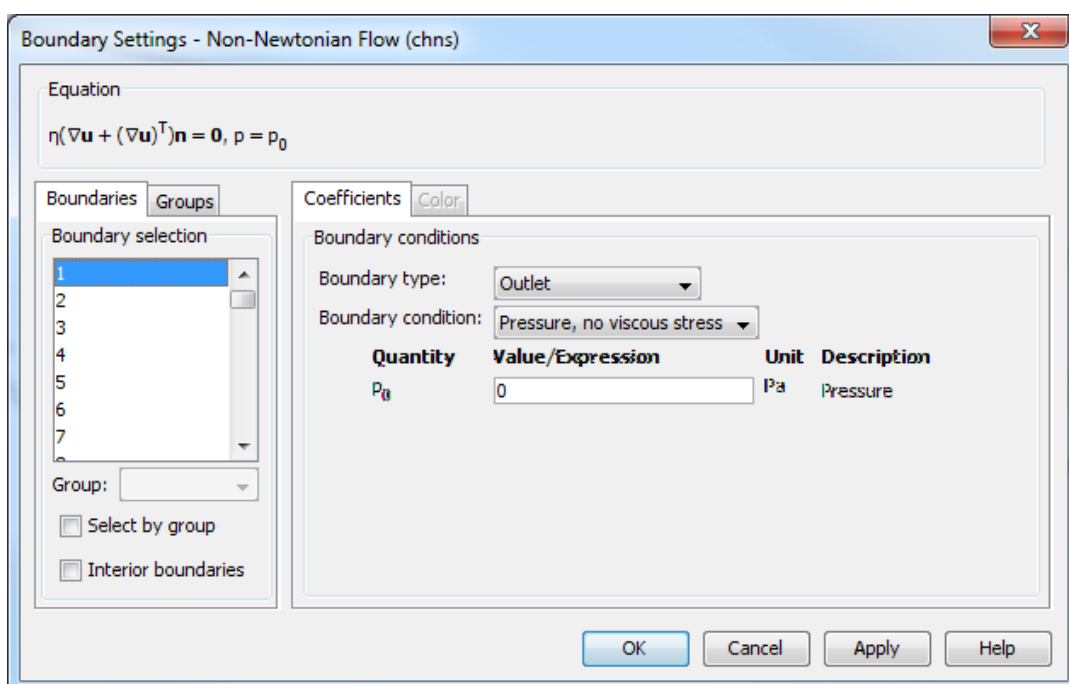 Boundary Settings - Non-Newtonian Flow (chns)
Equation
η(∇u + (∇u)ᵀ)n = 0, p = p₀
Boundaries Groups
Coefficients Color
Boundary selection
1
2
3
4
5
6
7
Group:
Select by group
Interior boundaries
Boundary conditions
Boundary type: Outlet
Boundary condition: Pressure, no viscous stress
Quantity Value/Expression Unit Description
p₀ 0 Pa Pressure
OK Cancel Apply Help